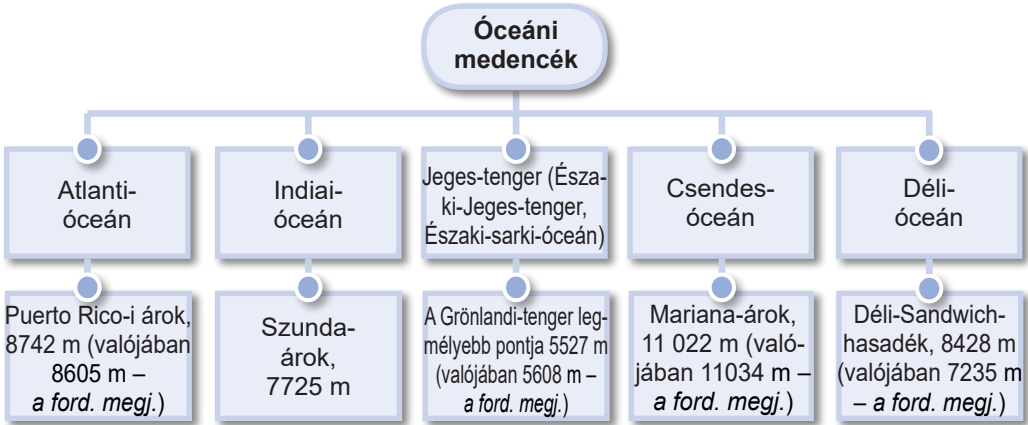 Óceáni
medencék
Atlanti-
óceán
Indiai-
óceán
Jeges-tenger (Észa-
ki-Jeges-tenger,
Északi-sarki-óceán)
Csendes-
óceán
Déli-
óceán
Puerto Rico-i árok,
8742 m (valójában
8605 m –
a ford. megj.)
Szunda-
árok,
7725 m
A Grönlandi-tenger leg-
mélyebb pontja 5527 m
(valójában 5608 m –
a ford. megj.)
Mariana-árok,
11 022 m (való-
jában 11034 m –
a ford. megj.)
Déli-Sandwich-
hasadék, 8428 m
(valójában 7235 m
– a ford. megj.)